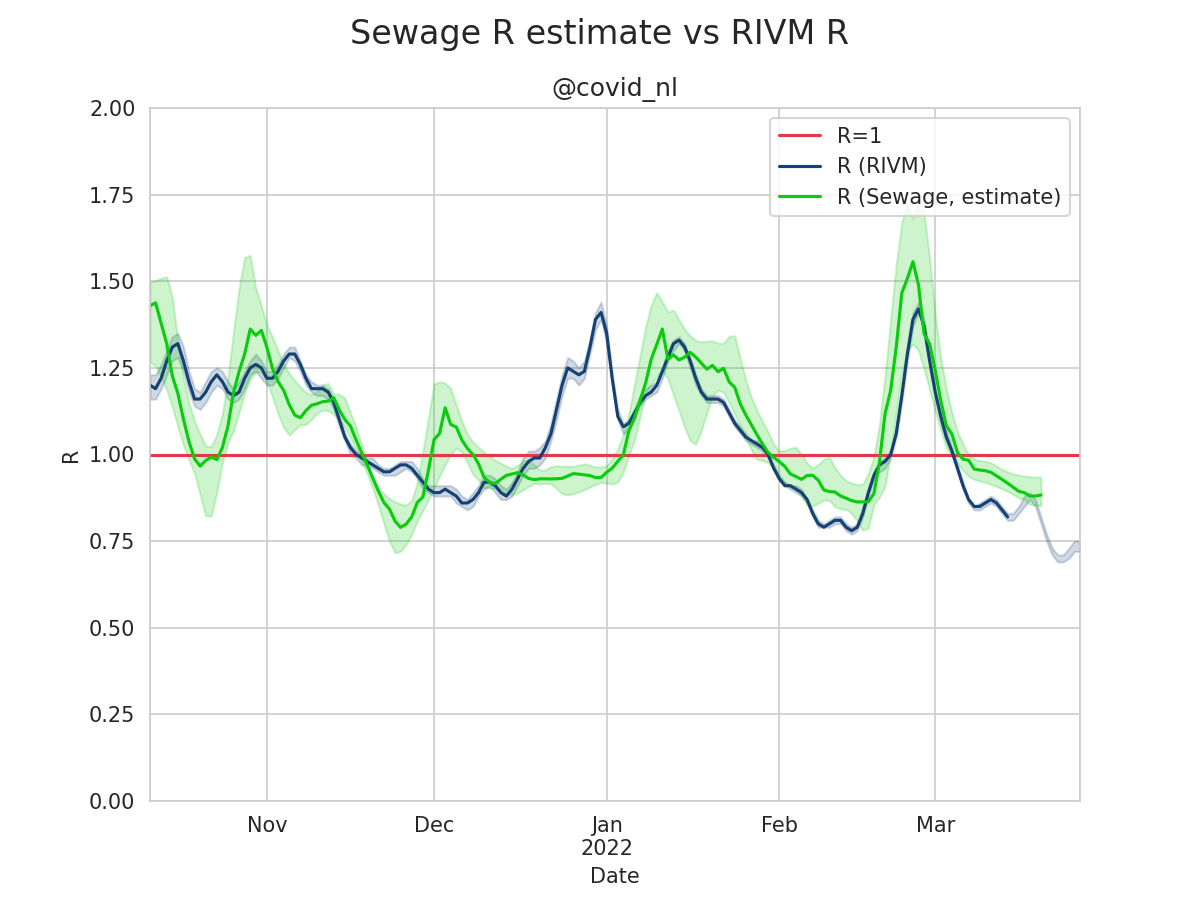 Sewage R estimate vs RIVM R
@covid_nl
R=1
R (RIVM)
R (Sewage, estimate)
2.00
1.75
1.50
1.25
1.00
0.75
0.50
0.25
0.00
R
Nov
Dec
Jan
Feb
Mar
2022
Date